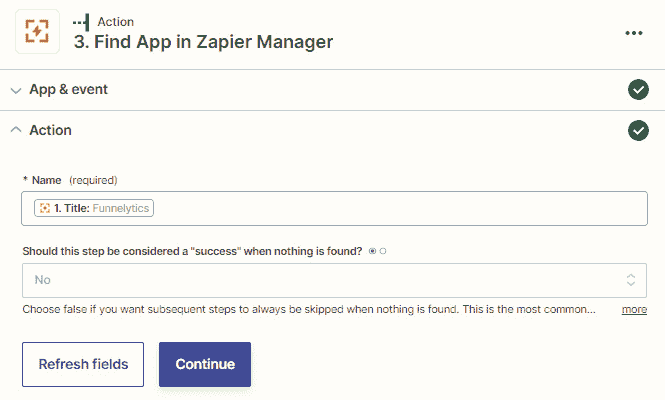 Action
3. Find App in Zapier Manager
App & event
Action
* Name (required)
1. Title: Funnelytics
Should this step be considered a "success" when nothing is found?
No
Choose false if you want subsequent steps to always be skipped when nothing is found. This is the most common... more
Refresh fields Continue